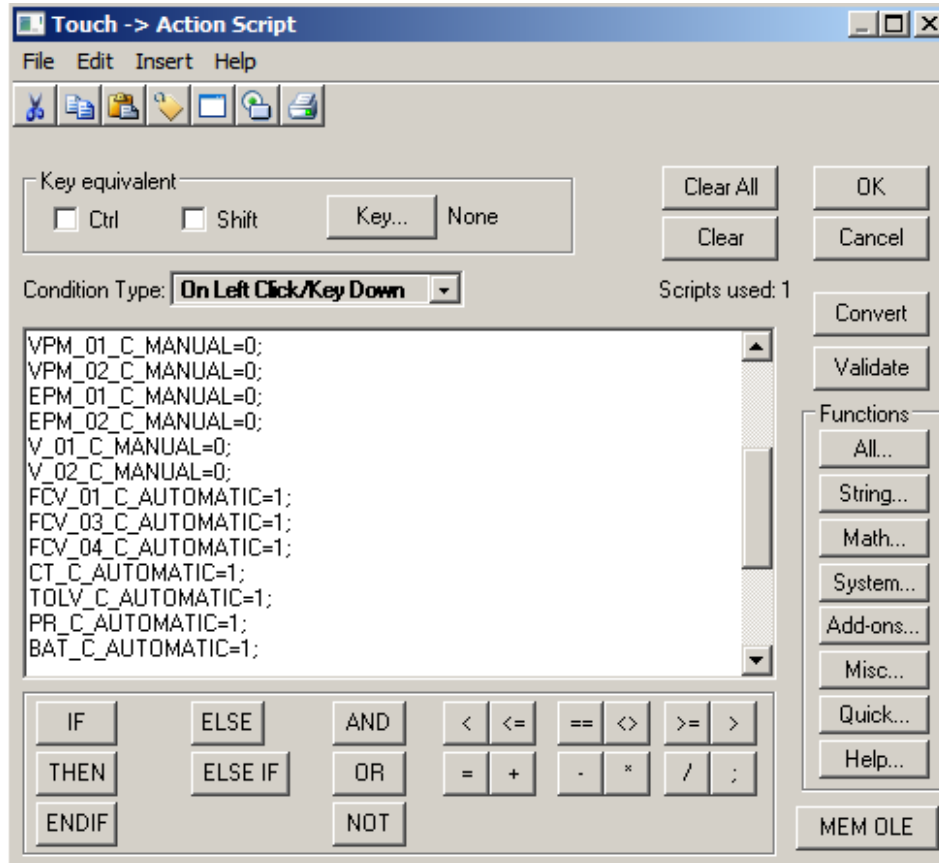 Touch -> Action Script
File Edit Insert Help
Key equivalent
Ctrl Shift Key... None
Clear All
OK
Clear
Cancel
Condition Type: On Left Click/Key Down
Scripts used: 1
Convert
Validate
VPM_01_C_MANUAL=0;
VPM_02_C_MANUAL=0;
EPM_01_C_MANUAL=0;
EPM_02_C_MANUAL=0;
V_01_C_MANUAL=0;
V_02_C_MANUAL=0;
FCV_01_C_AUTOMATIC=1;
FCV_03_C_AUTOMATIC=1;
FCV_04_C_AUTOMATIC=1;
CT_C_AUTOMATIC=1;
TOLV_C_AUTOMATIC=1;
PR_C_AUTOMATIC=1;
BAT_C_AUTOMATIC=1;
Functions
All...
String...
Math...
System...
Add-ons...
Misc...
Quick...
Help...
IF ELSE AND < <= == <> >= >
THEN ELSE IF OR = + - * / ;
ENDIF NOT
MEM OLE